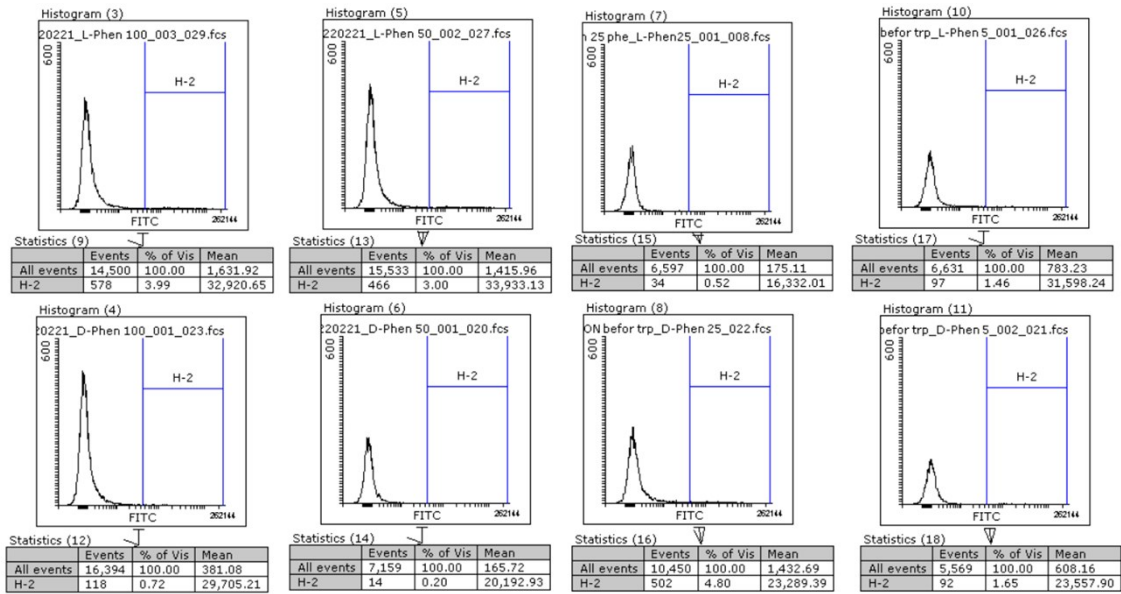 Histogram (3)
20221_L-Phen 100_003_029.fcs
600
H-2
262144
FITC
Statistics (9)
Events % of Vis Mean
All events 14,500 100.00 1,631.92
H-2 578 3.99 32,920.65
Histogram (5)
220221_L-Phen 50_002_027.fcs
600
H-2
262144
FITC
Statistics (13)
Events % of Vis Mean
All events 15,533 100.00 1,415.96
H-2 466 3.00 33,933.13
Histogram (7)
25 phe_L-Phen25_001_008.fcs
600
H-2
262144
FITC
Statistics (15)
Events % of Vis Mean
All events 6,597 100.00 175.11
H-2 34 0.52 16,332.01
Histogram (10)
befor trp_L-Phen 5_001_026.fcs
600
H-2
262144
FITC
Statistics (17)
Events % of Vis Mean
All events 6,631 100.00 783.23
H-2 97 1.46 31,598.24
Histogram (4)
20221_D-Phen 100_001_023.fcs
600
H-2
262144
FITC
Statistics (12)
Events % of Vis Mean
All events 16,394 100.00 381.08
H-2 118 0.72 29,705.21
Histogram (6)
220221_D-Phen 50_001_020.fcs
600
H-2
262144
FITC
Statistics (14)
Events % of Vis Mean
All events 7,159 100.00 165.72
H-2 14 0.20 20,192.93
Histogram (8)
ON befor trp_D-Phen 25_022.fcs
600
H-2
262144
FITC
Statistics (16)
Events % of Vis Mean
All events 10,450 100.00 1,432.69
H-2 502 4.80 23,289.39
Histogram (11)
befor trp_D-Phen 5_002_021.fcs
600
H-2
262144
FITC
Statistics (18)
Events % of Vis Mean
All events 5,569 100.00 608.16
H-2 92 1.65 23,557.90